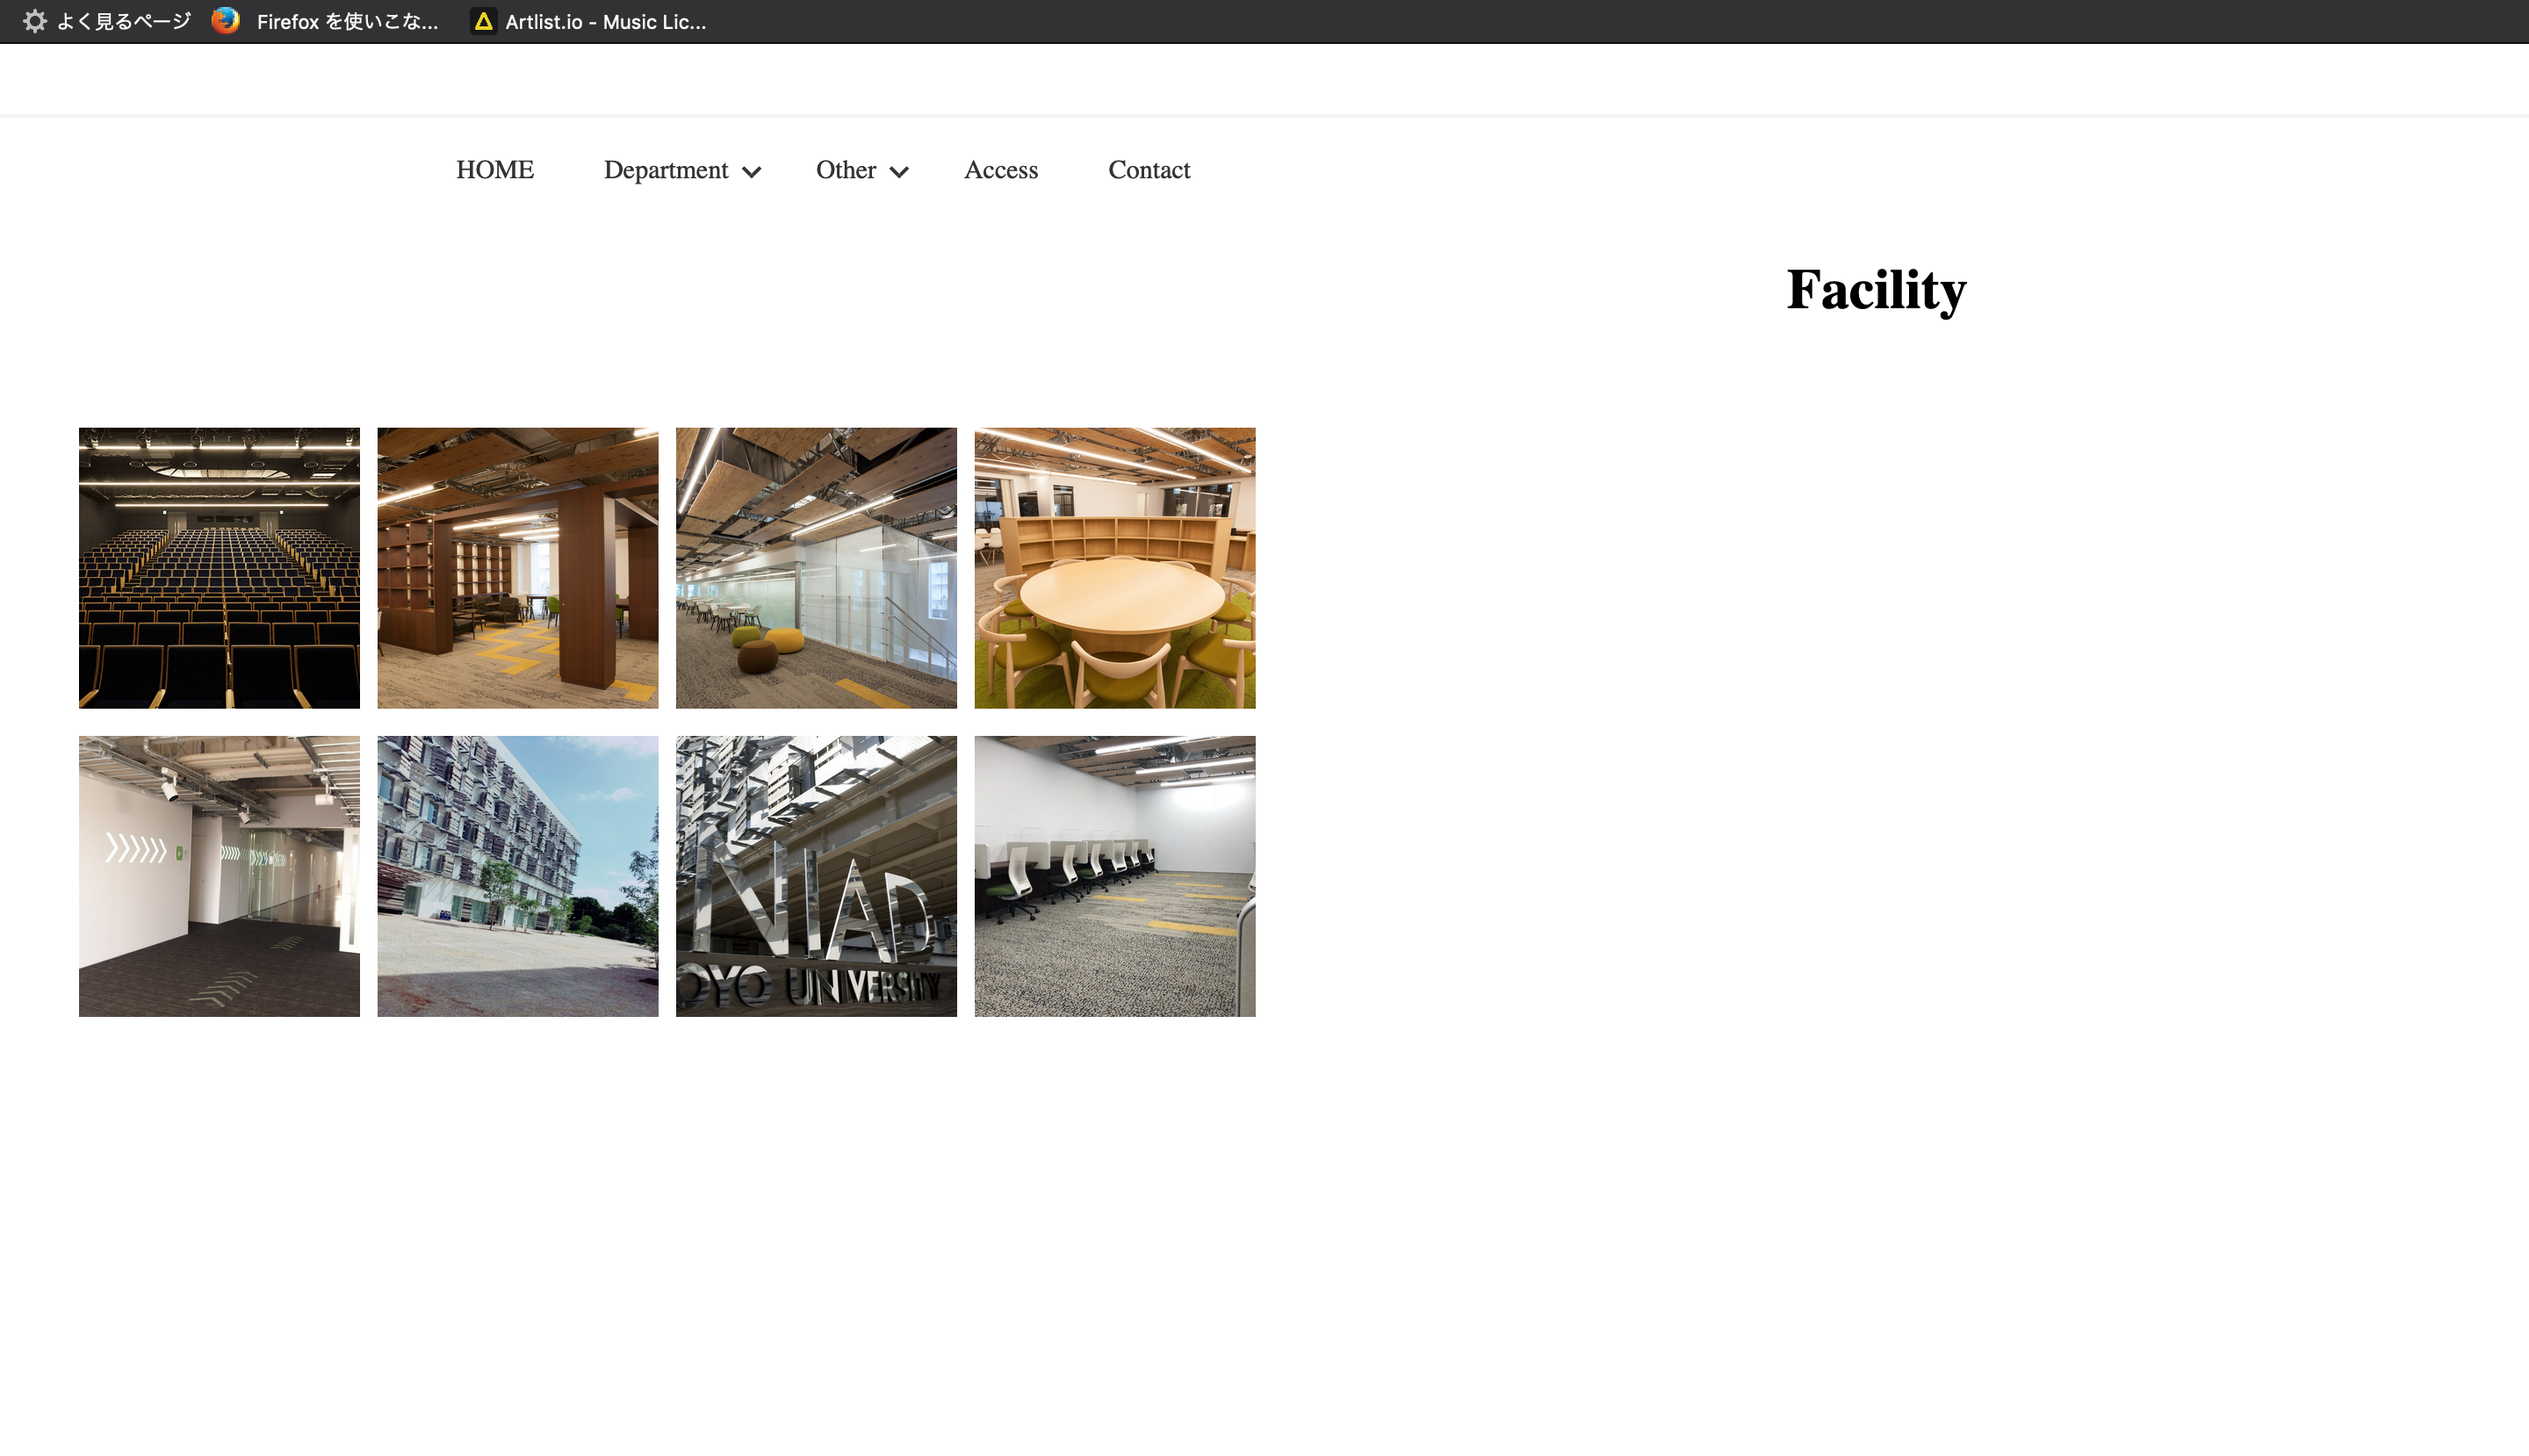 よく見るページ
Firefox を使いこな...
Artlist.io - Music Lic...
HOME
Department
Other
Access
Contact
Facility
NIAD
OYO UNIVERSITY